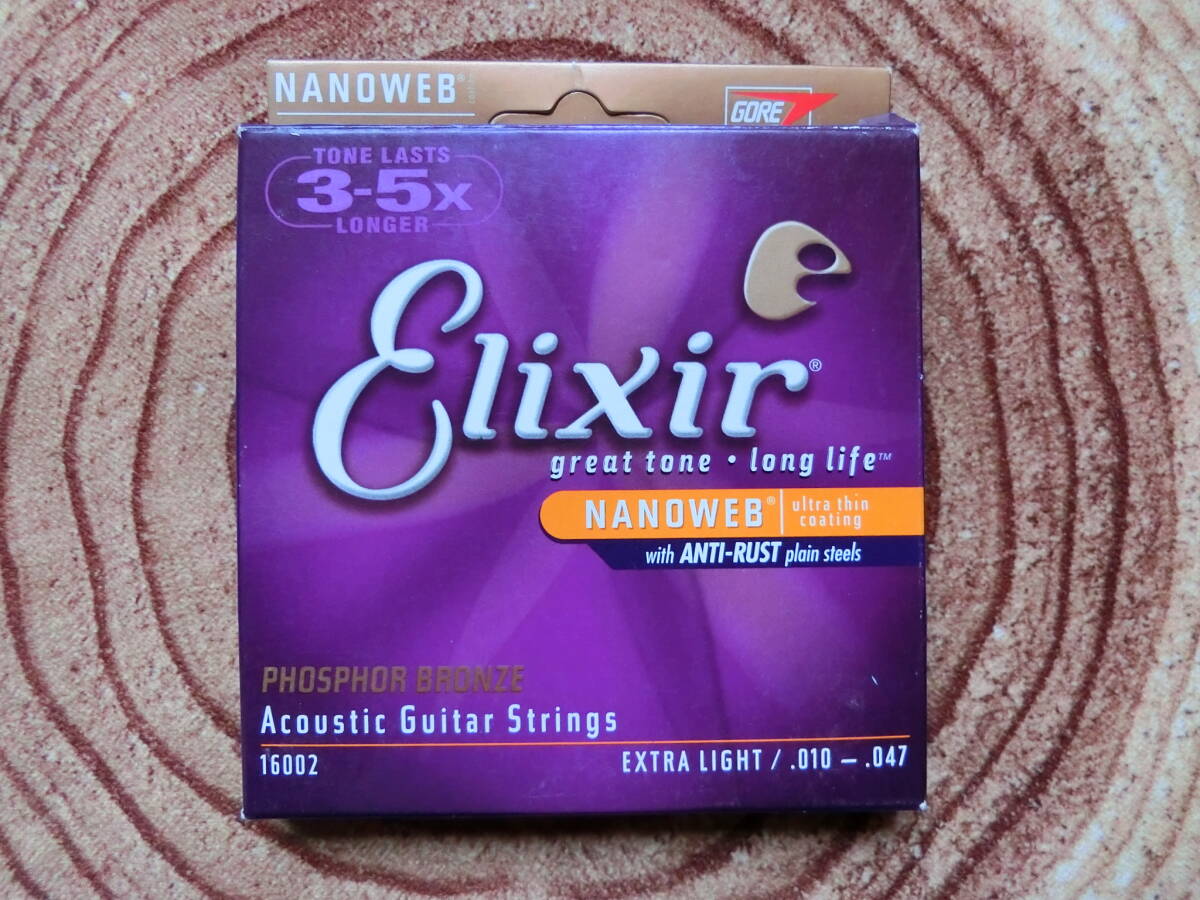 NANOWEB®
GORE
TONE LASTS
3-5x
LONGER
Elixir®
great tone • long life™
NANOWEB® ultra thin
coating
with ANTI-RUST plain steels
PHOSPHOR BRONZE
Acoustic Guitar Strings
16002 EXTRA LIGHT / .010 — .047